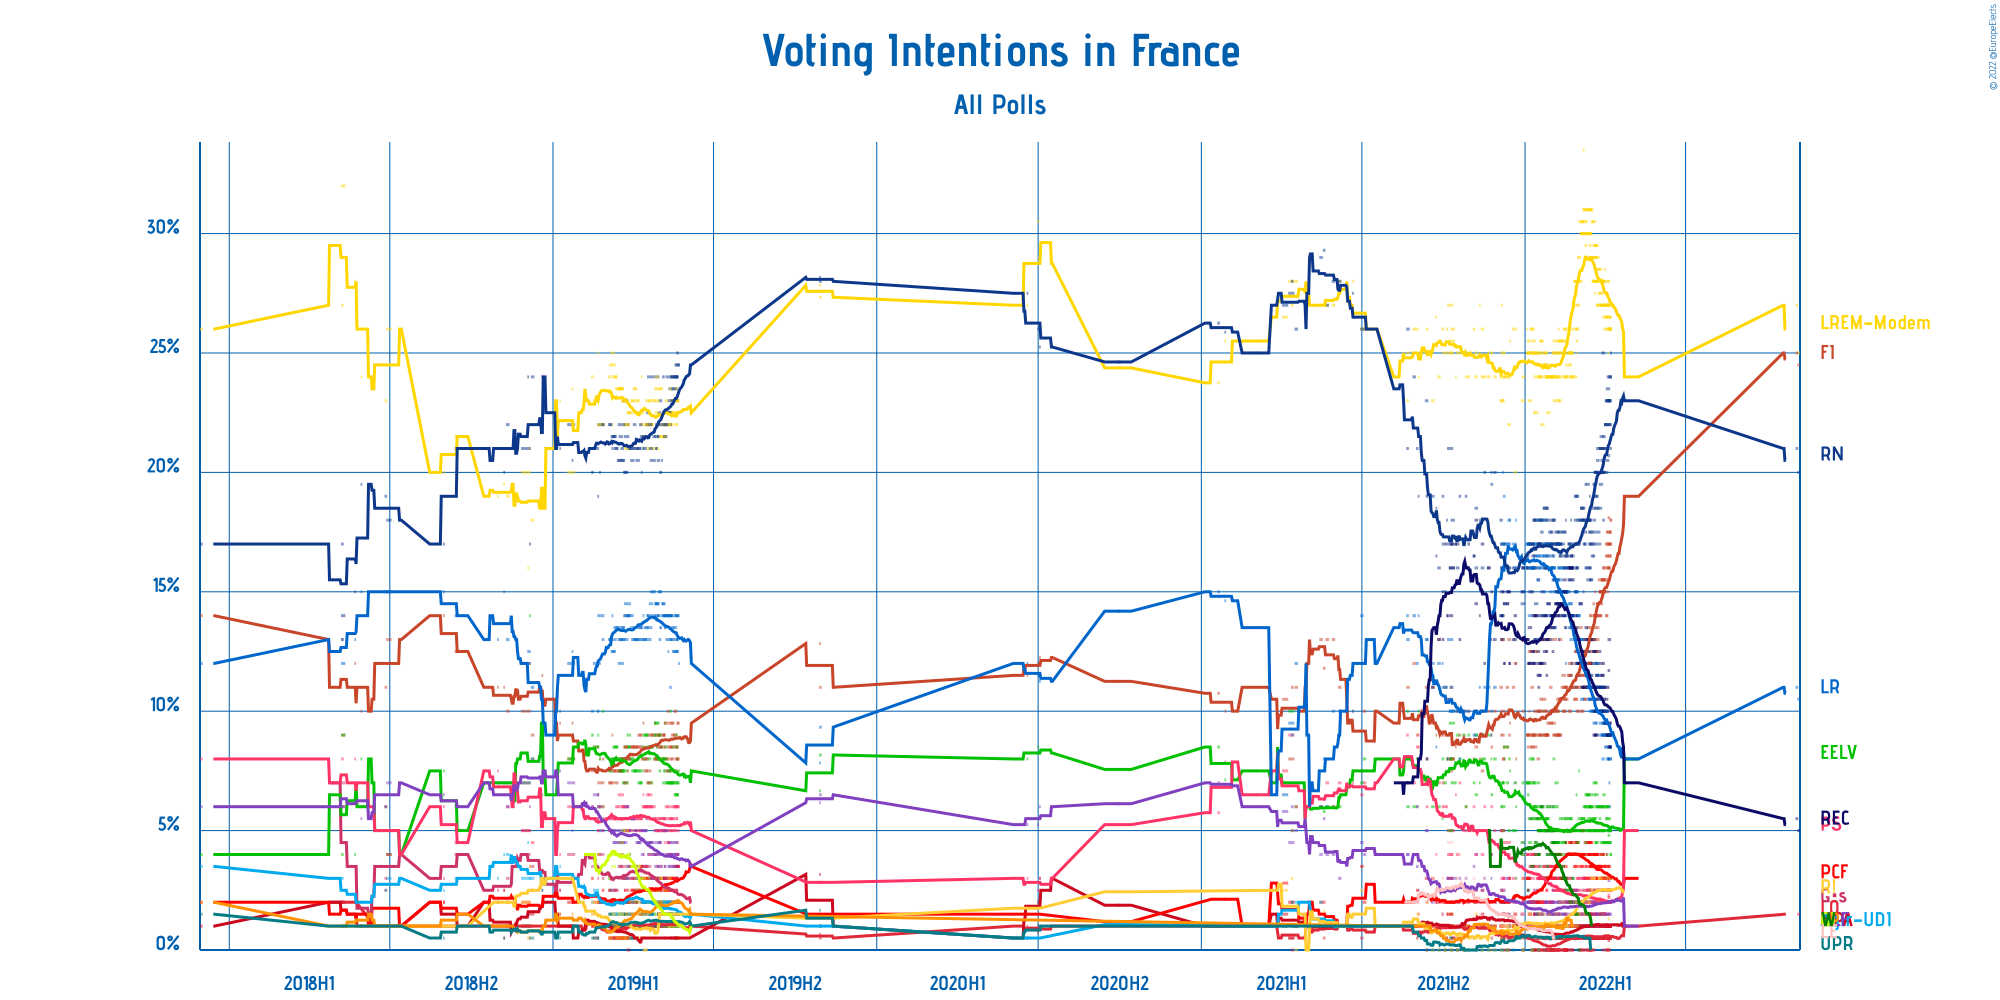 Voting Intentions in France
All Polls
© 2022 @EuropeElects
30%
25%
20%
15%
10%
5%
0%
LREM-Modem
FI
RN
LR
EELV
REC
PS
PCF
G.s
-UDI
UPR
2018H1
2018H2
2019H1
2019H2
2020H1
2020H2
2021H1
2021H2
2022H1